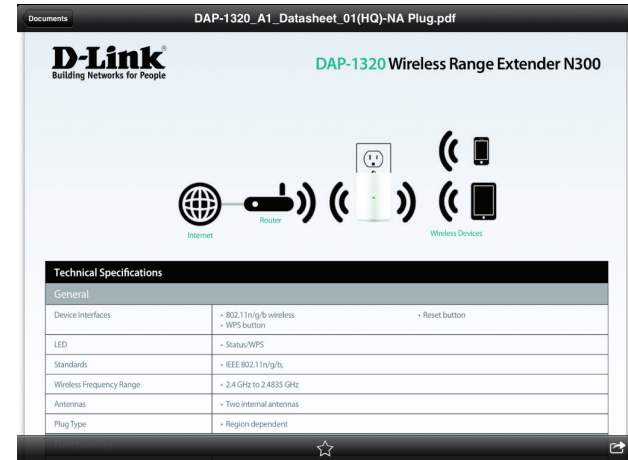 Documents
DAP-1320_A1_Datasheet_01(HQ)-NA Plug.pdf
D-Link®
Building Networks for People
DAP-1320 Wireless Range Extender N300
Internet
Router
Wireless Devices
Technical Specifications
General
Device Interfaces
• 802.11n/g/b wireless
• Reset button
• WPS button
LED
• Status/WPS
Standards
• IEEE 802.11n/g/b,
Wireless Frequency Range
• 2.4 GHz to 2.4835 GHz
Antennas
• Two internal antennas
Plug Type
• Region dependent